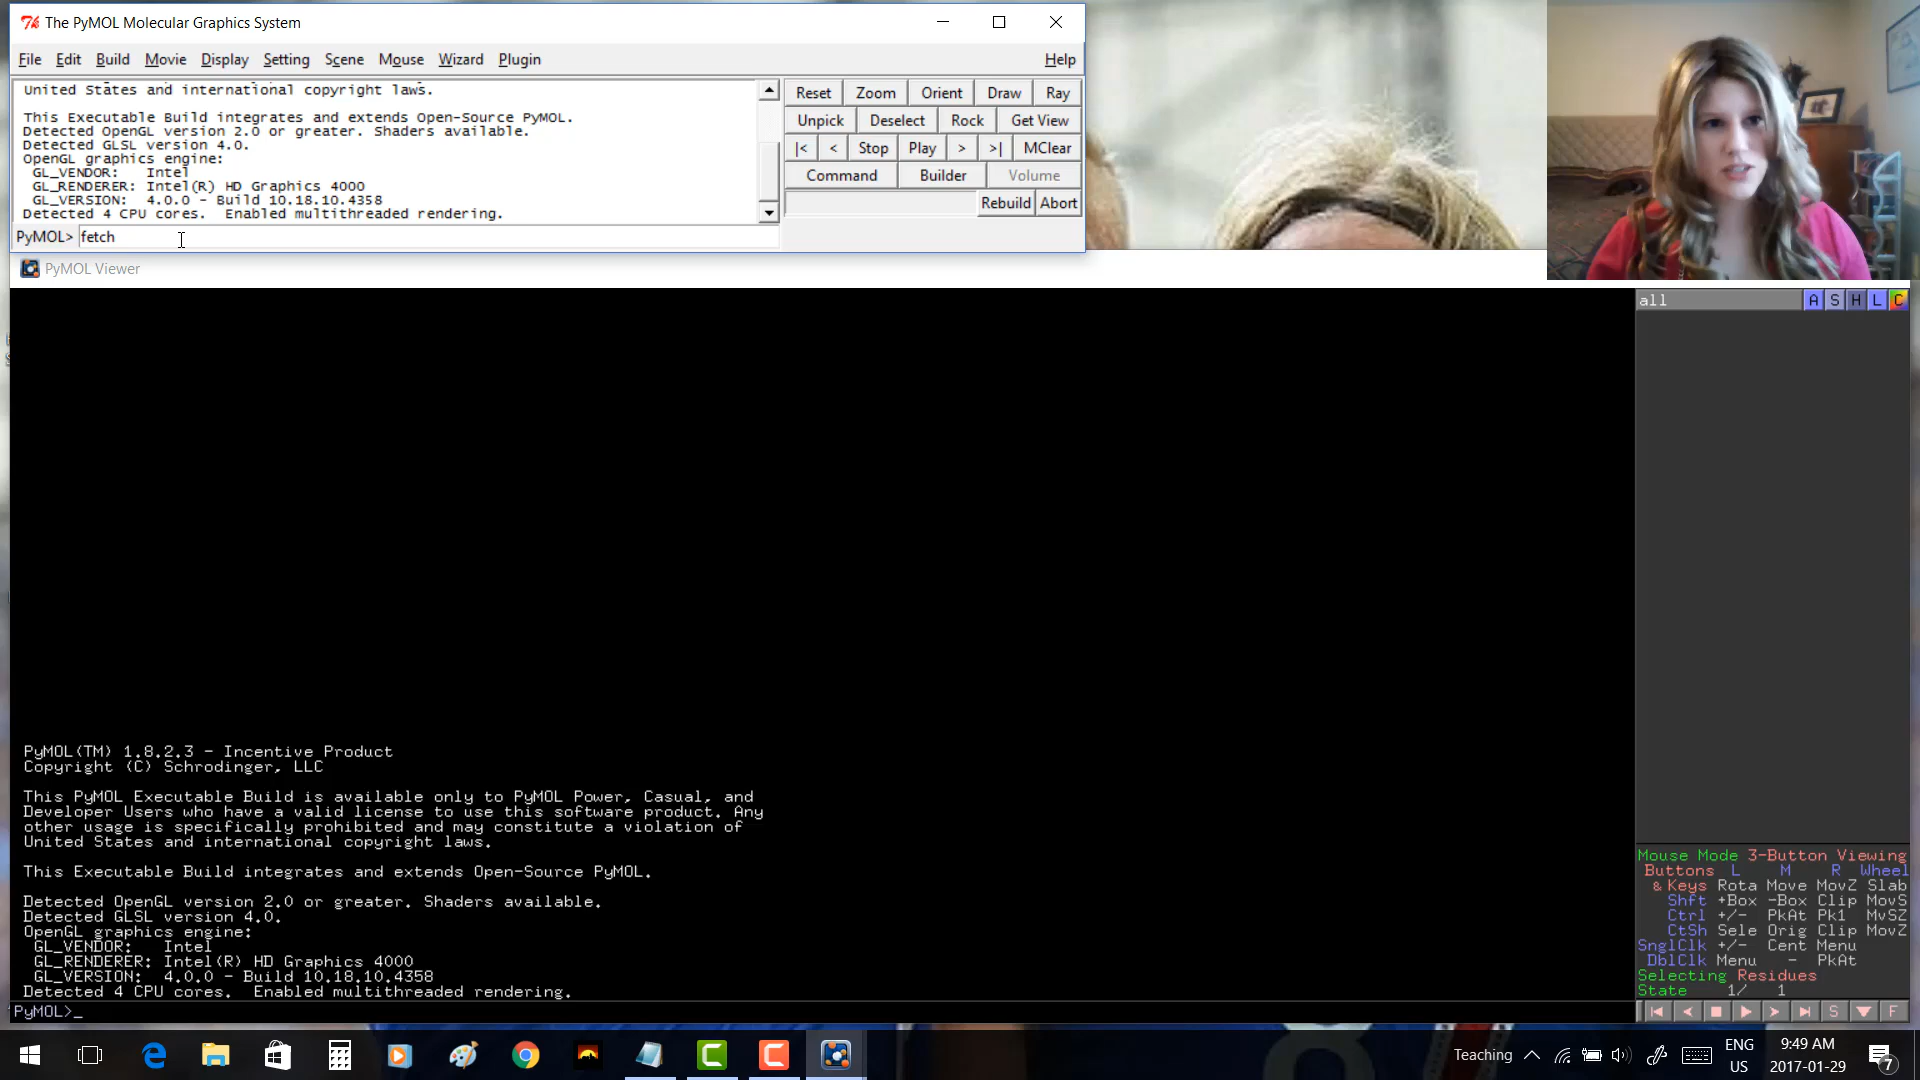 The PyMOL Molecular Graphics System
File Edit Build Movie Display Setting Scene Mouse Wizard Plugin Help
United States and international copyright laws.
This Executable Build integrates and extends Open-Source PyMOL.
Detected OpenGL version 2.0 or greater. Shaders available.
Detected GLSL version 4.0.
OpenGL graphics engine:
GL_VENDOR: Intel
GL_RENDERER: Intel(R) HD Graphics 4000
GL_VERSION: 4.0.0 - Build 10.18.10.4358
Detected 4 CPU cores. Enabled multithreaded rendering.
PyMOL> fetch
Reset Zoom Orient Draw Ray
Unpick Deselect Rock Get View
|< < Stop Play > >| MClear
Command Builder Volume
Rebuild Abort
PyMOL Viewer
all A S H L C
PyMOL(TM) 1.8.2.3 - Incentive Product
Copyright (C) Schrodinger, LLC
This PyMOL Executable Build is available only to PyMOL Power, Casual, and
Developer Users who have a valid license to use this software product. Any
other usage is specifically prohibited and may constitute a violation of
United States and international copyright laws.
This Executable Build integrates and extends Open-Source PyMOL.
Detected OpenGL version 2.0 or greater. Shaders available.
Detected GLSL version 4.0.
OpenGL graphics engine:
GL_VENDOR: Intel
GL_RENDERER: Intel(R) HD Graphics 4000
GL_VERSION: 4.0.0 - Build 10.18.10.4358
Detected 4 CPU cores. Enabled multithreaded rendering.
PyMOL>_
Mouse Mode 3-Button Viewing
Buttons L M R Wheel
& Keys Rota Move MovZ Slab
Shft +Box -Box Clip MovS
Ctrl +/- PkAt Pk1 MvSZ
CtSh Sele Orig Clip MovZ
SnglClk +/- Cent Menu
DblClk Menu - PkAt
Selecting Residues
State 1/ 1
S F
Teaching
ENG
US
9:49 AM
2017-01-29
7